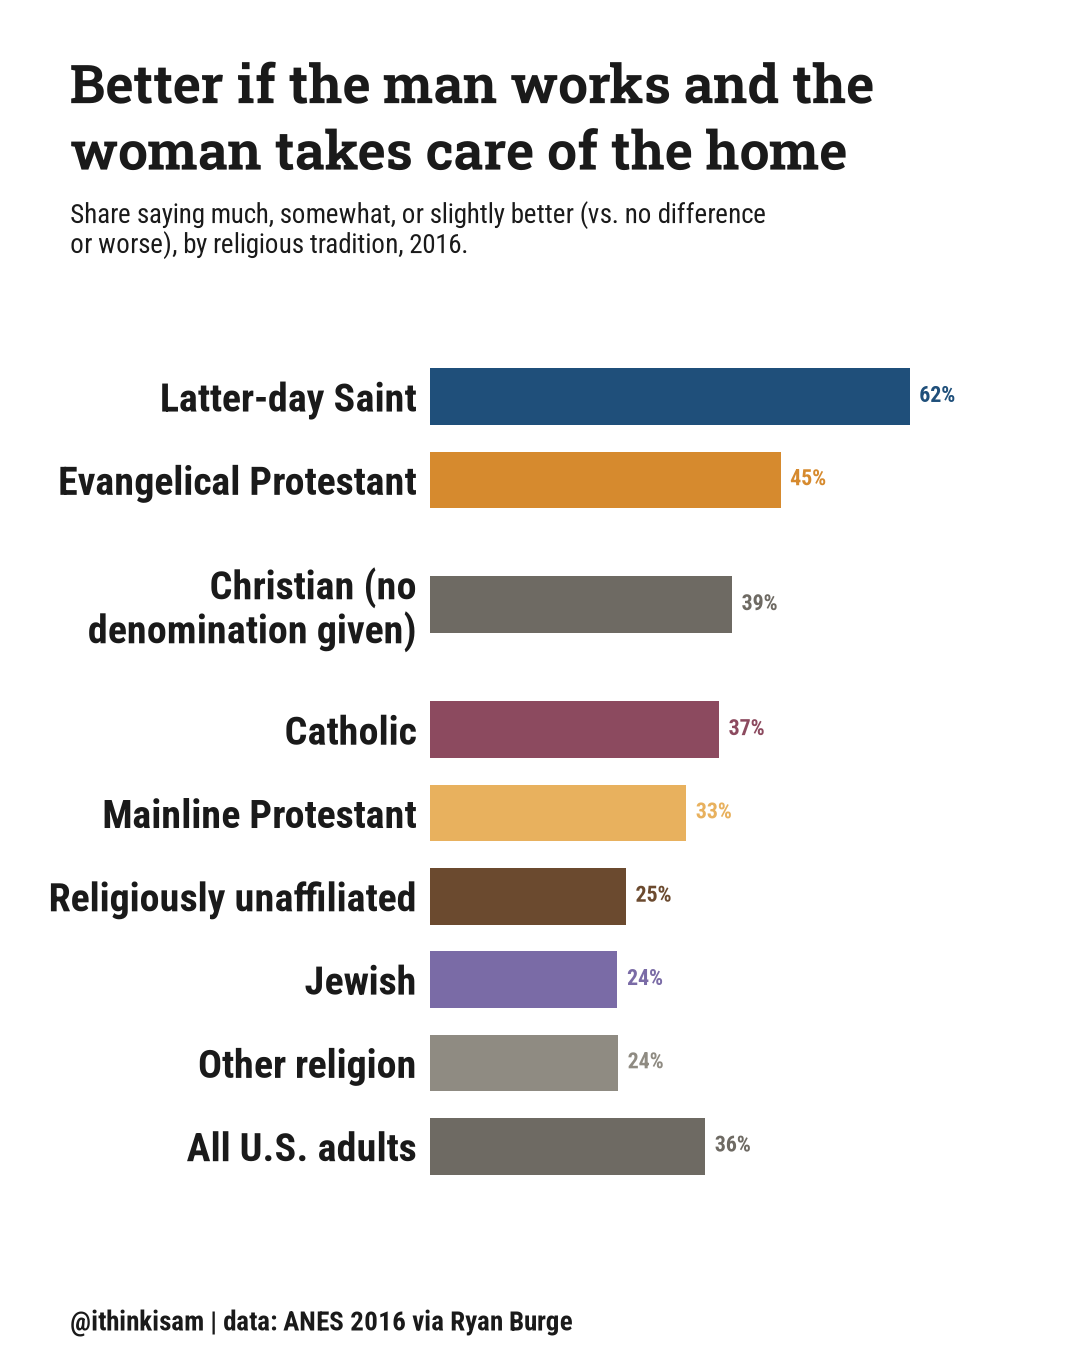 Better if the man works and the
woman takes care of the home
Share saying much, somewhat, or slightly better (vs. no difference
or worse), by religious tradition, 2016.
Latter-day Saint 62%
Evangelical Protestant 45%
Christian (no
denomination given) 39%
Catholic 37%
Mainline Protestant 33%
Religiously unaffiliated 25%
Jewish 24%
Other religion 24%
All U.S. adults 36%
@ithinkisam | data: ANES 2016 via Ryan Burge